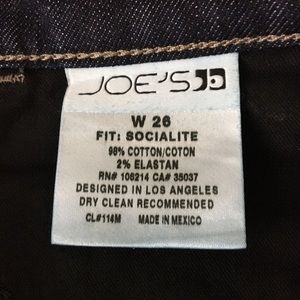 JOE'S
W 26
FIT: SOCIALITE
98% COTTON/COTON
2% ELASTAN
RN# 106214 CA# 35037
DESIGNED IN LOS ANGELES
DRY CLEAN RECOMMENDED
CL#114M MADE IN MEXICO